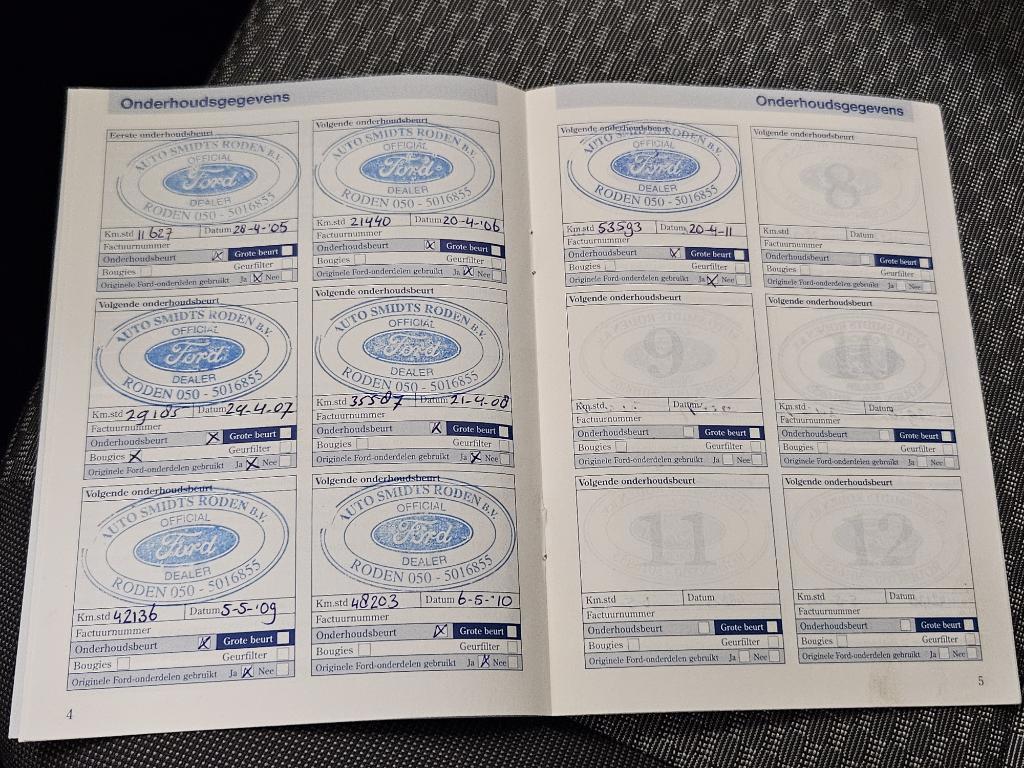 Onderhoudsgegevens
Eerste onderhoudsbeurt
AUTO SMIDTS RODEN B.V.
OFFICIAL
Ford
DEALER
RODEN 050 - 5016855
Km.std 11627 Datum 28-4-'05
Factuurnummer
Onderhoudsbeurt X Grote beurt
Bougies Geurfilter
Originele Ford-onderdelen gebruikt Ja X Nee
Volgende onderhoudsbeurt
AUTO SMIDTS RODEN B.V.
OFFICIAL
Ford
DEALER
RODEN 050 - 5016855
Km.std 21440 Datum 20-4-'06
Factuurnummer
Onderhoudsbeurt X Grote beurt
Bougies Geurfilter
Originele Ford-onderdelen gebruikt Ja X Nee
Volgende onderhoudsbeurt
AUTO SMIDTS RODEN B.V.
OFFICIAL
Ford
DEALER
RODEN 050 - 5016855
Km.std 29185 Datum 24-4-07
Factuurnummer
Onderhoudsbeurt X Grote beurt
Bougies X Geurfilter
Originele Ford-onderdelen gebruikt Ja X Nee
Volgende onderhoudsbeurt
AUTO SMIDTS RODEN B.V.
OFFICIAL
Ford
DEALER
RODEN 050 - 5016855
Km.std 35587 Datum 21-4-08
Factuurnummer
Onderhoudsbeurt X Grote beurt
Bougies Geurfilter
Originele Ford-onderdelen gebruikt Ja X Nee
Volgende onderhoudsbeurt
AUTO SMIDTS RODEN B.V.
OFFICIAL
Ford
DEALER
RODEN 050 - 5016855
Km.std 42136 Datum 5-5-'09
Factuurnummer
Onderhoudsbeurt X Grote beurt
Bougies Geurfilter
Originele Ford-onderdelen gebruikt Ja X Nee
Volgende onderhoudsbeurt
AUTO SMIDTS RODEN B.V.
OFFICIAL
Ford
DEALER
RODEN 050 - 5016855
Km.std 48203 Datum 6-5-'10
Factuurnummer
Onderhoudsbeurt X Grote beurt
Bougies Geurfilter
Originele Ford-onderdelen gebruikt Ja X Nee
4
Onderhoudsgegevens
Volgende onderhoudsbeurt
AUTO SMIDTS RODEN B.V.
OFFICIAL
Ford
DEALER
RODEN 050 - 5016855
Km.std 53593 Datum 20-4-11
Factuurnummer
Onderhoudsbeurt X Grote beurt
Bougies Geurfilter
Originele Ford-onderdelen gebruikt Ja X Nee
Volgende onderhoudsbeurt
8
Km.std Datum
Factuurnummer
Onderhoudsbeurt Grote beurt
Bougies Geurfilter
Originele Ford-onderdelen gebruikt Ja Nee
Volgende onderhoudsbeurt
9
Km.std. Datum
Factuurnummer
Onderhoudsbeurt Grote beurt
Bougies Geurfilter
Originele Ford-onderdelen gebruikt Ja Nee
Volgende onderhoudsbeurt
10
Km.std Datum
Factuurnummer
Onderhoudsbeurt Grote beurt
Bougies Geurfilter
Originele Ford-onderdelen gebruikt Ja Nee
Volgende onderhoudsbeurt
11
Km.std Datum
Factuurnummer
Onderhoudsbeurt Grote beurt
Bougies Geurfilter
Originele Ford-onderdelen gebruikt Ja Nee
Volgende onderhoudsbeurt
12
Km.std Datum
Factuurnummer
Onderhoudsbeurt Grote beurt
Bougies Geurfilter
Originele Ford-onderdelen gebruikt Ja Nee
5